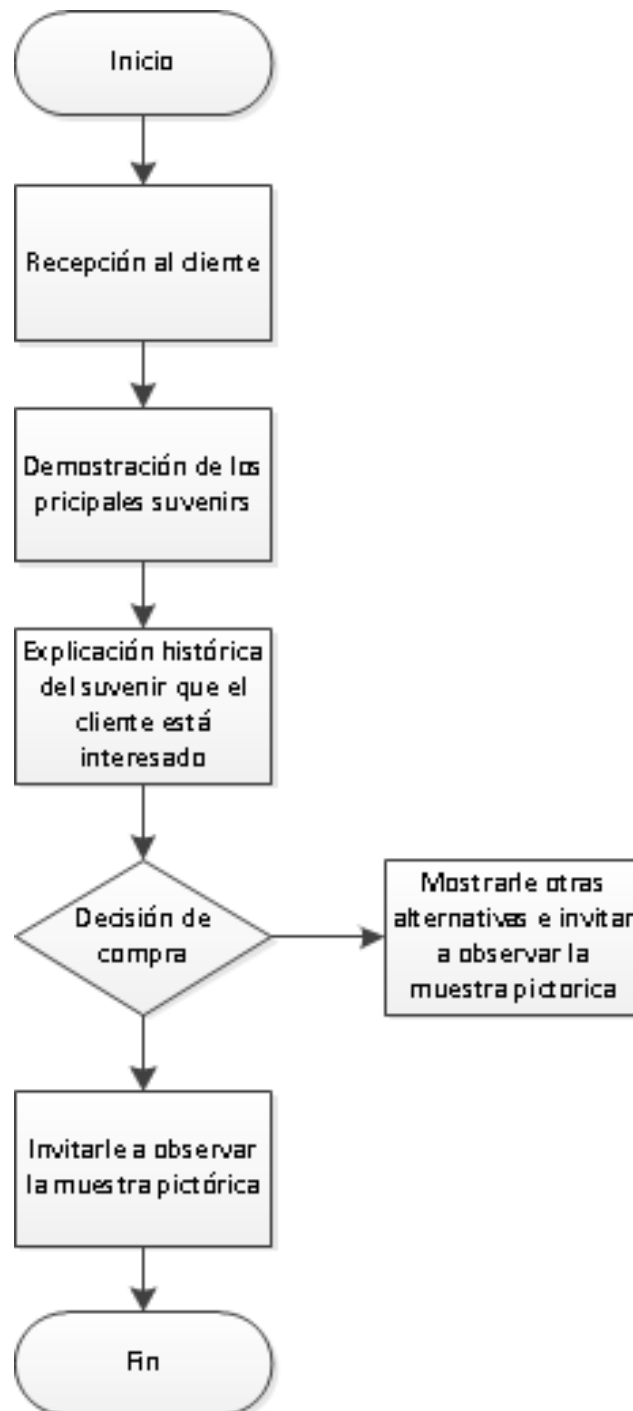 Inicio
Recepción al cliente
Demostración de los
pricipales suvenirs
Explicación histórica
del suvenir que el
cliente está
interesado
Decisión de
compra
Mostrarle otras
alternativas e invitar
a observar la
muestra pictorica
Invitarle a observar
la muestra pictórica
Fin